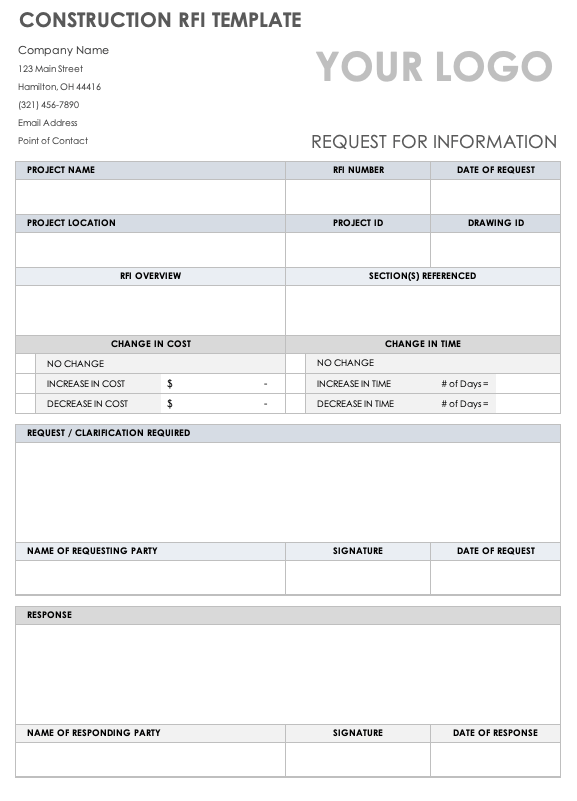 CONSTRUCTION RFI TEMPLATE
Company Name
123 Main Street
Hamilton, OH 44416
(321) 456-7890
Email Address
Point of Contact
YOUR LOGO
REQUEST FOR INFORMATION
PROJECT NAME RFI NUMBER DATE OF REQUEST
PROJECT LOCATION PROJECT ID DRAWING ID
RFI OVERVIEW SECTION(S) REFERENCED
CHANGE IN COST CHANGE IN TIME
NO CHANGE NO CHANGE
INCREASE IN COST $ - INCREASE IN TIME # of Days =
DECREASE IN COST $ - DECREASE IN TIME # of Days =
REQUEST / CLARIFICATION REQUIRED
NAME OF REQUESTING PARTY SIGNATURE DATE OF REQUEST
RESPONSE
NAME OF RESPONDING PARTY SIGNATURE DATE OF RESPONSE